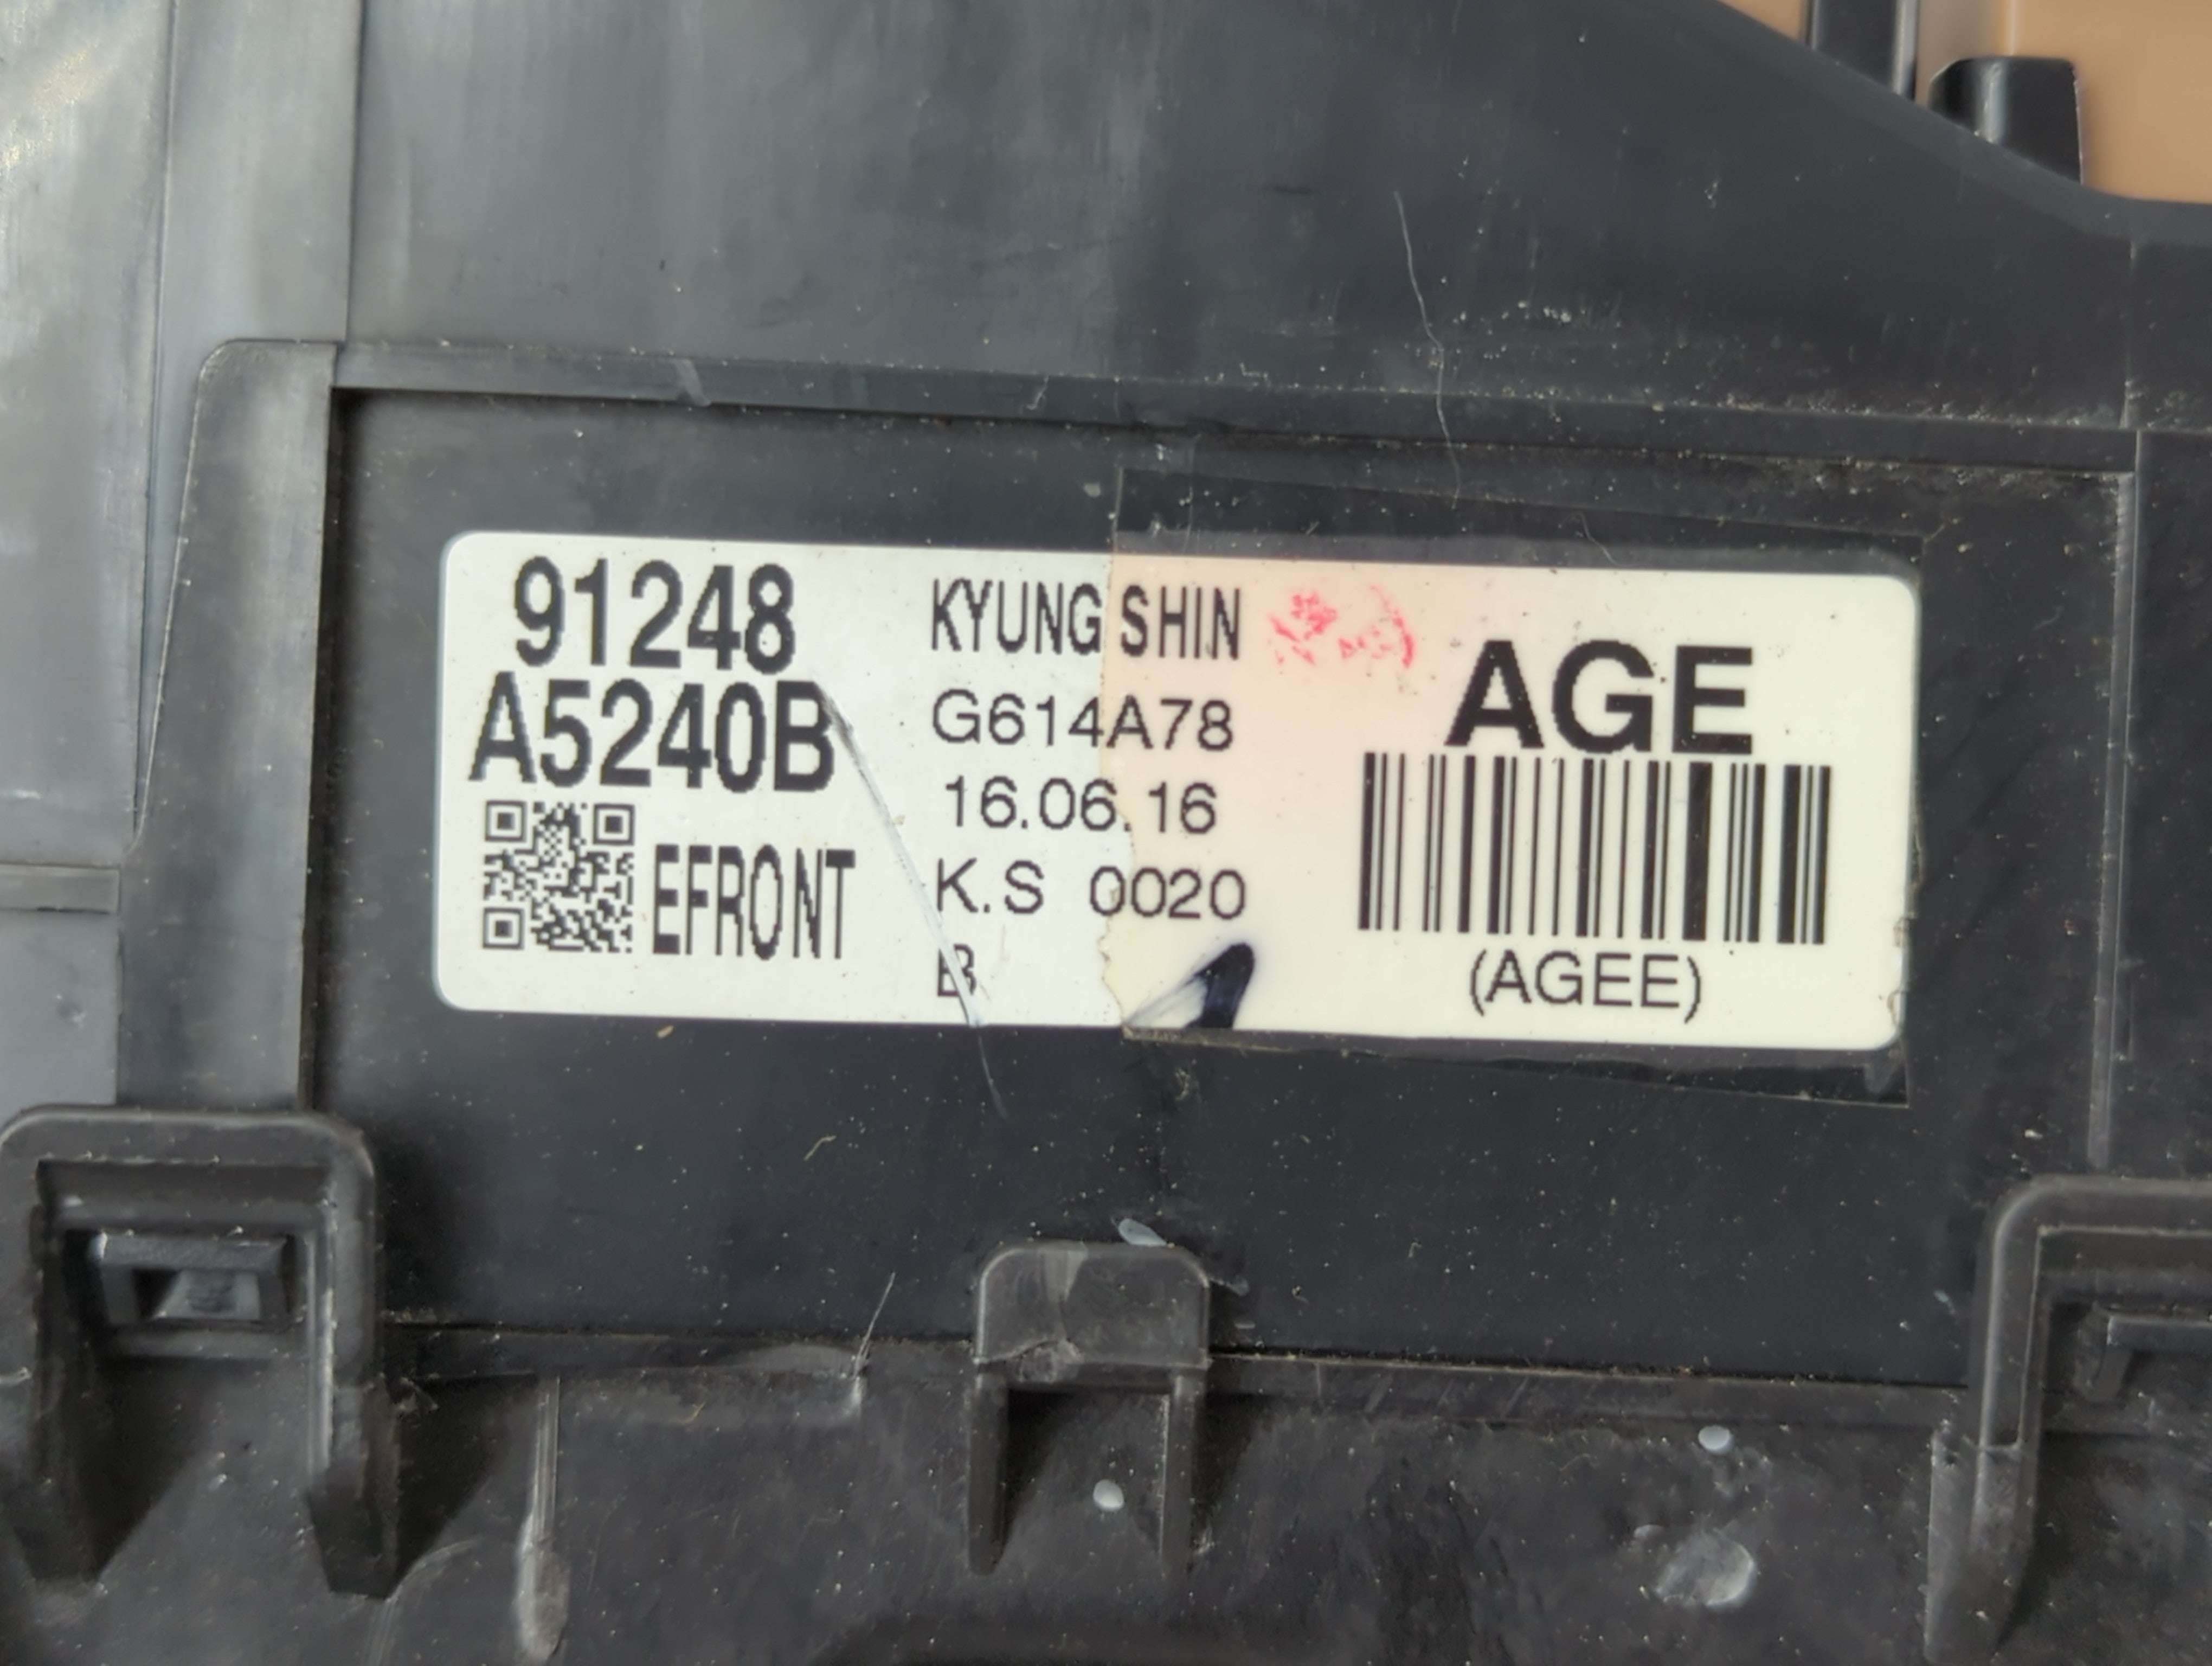 91248
A5240B
EFRONT
KYUNG SHIN
G614A78
16.06.16
K.S 0020
B
AGE
(AGEE)